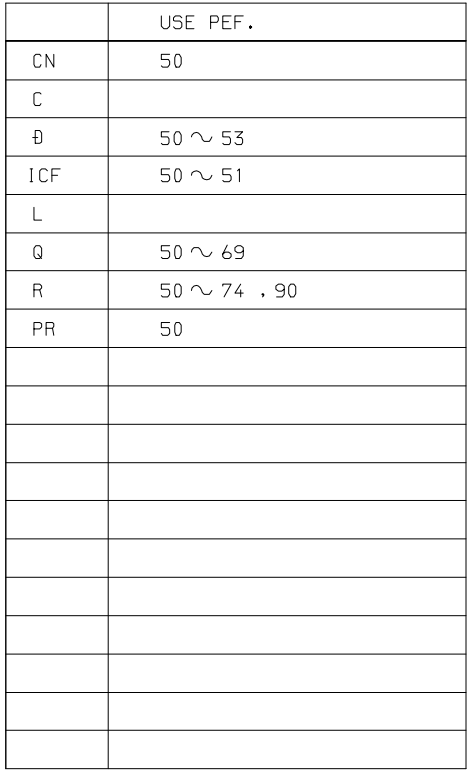 USE PEF.
CN 50
C
Đ 50 ~ 53
ICF 50 ~ 51
L
Q 50 ~ 69
R 50 ~ 74 , 90
PR 50